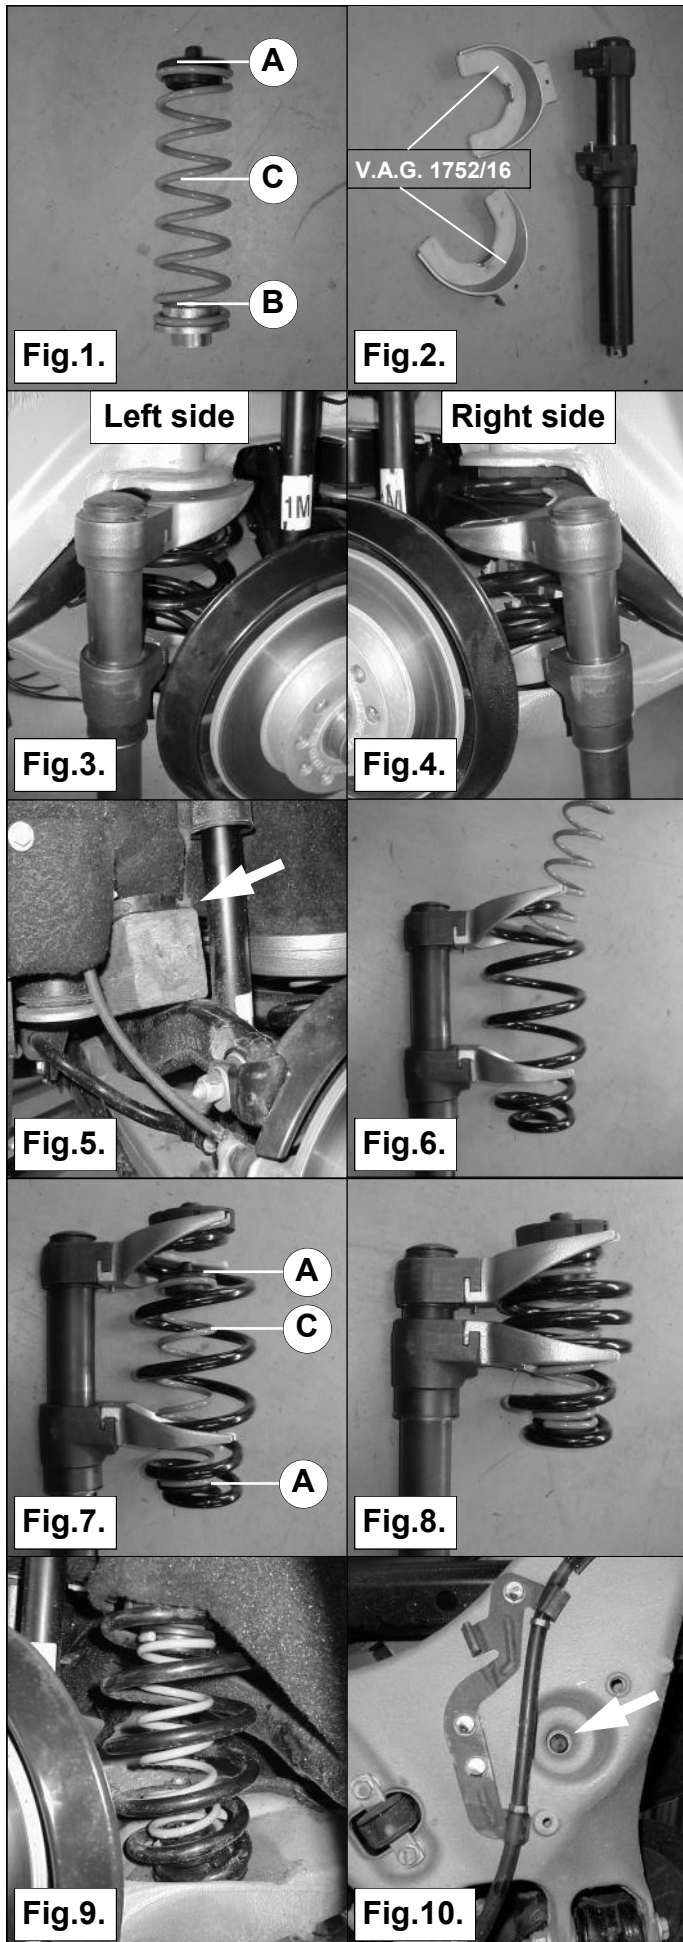 A
C
B
Fig.1.
V.A.G. 1752/16
Fig.2.
Left side
1M
Fig.3.
Right side
Fig.4.
Fig.5.
Fig.6.
A
C
A
Fig.7.
Fig.8.
Fig.9.
Fig.10.